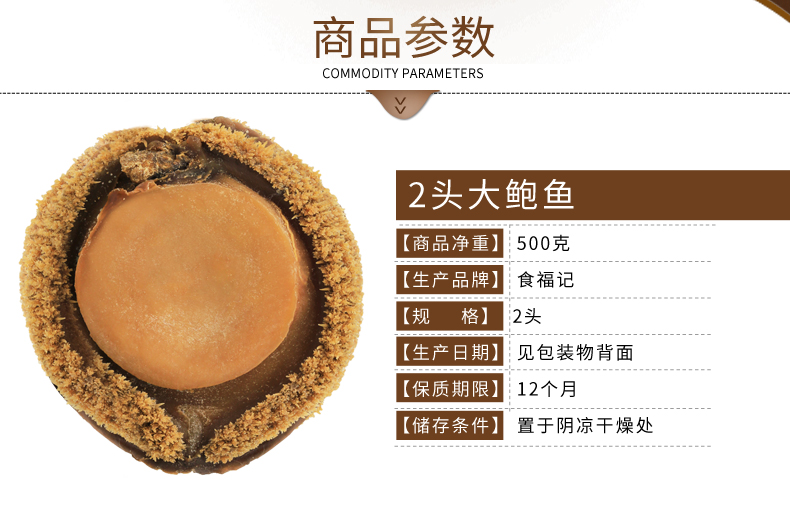 商品参数
COMMODITY PARAMETERS
2头大鲍鱼
【商品净重】 500克
【生产品牌】 食福记
【规 格】 2头
【生产日期】 见包装物背面
【保质期限】 12个月
【储存条件】 置于阴凉干燥处